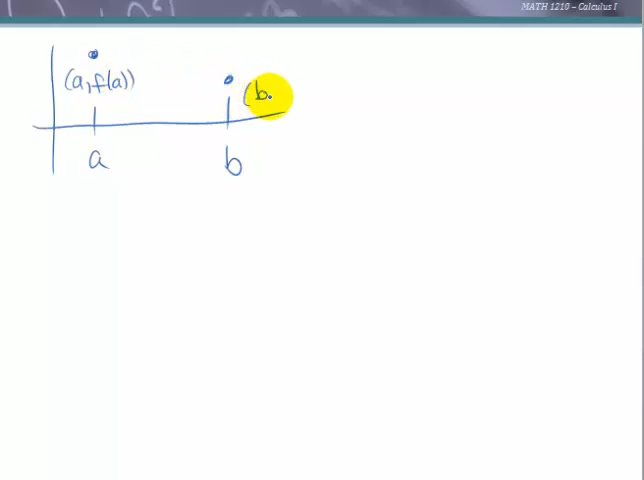 MATH 1210 – Calculus I
(a, f(a))
(b
a
b